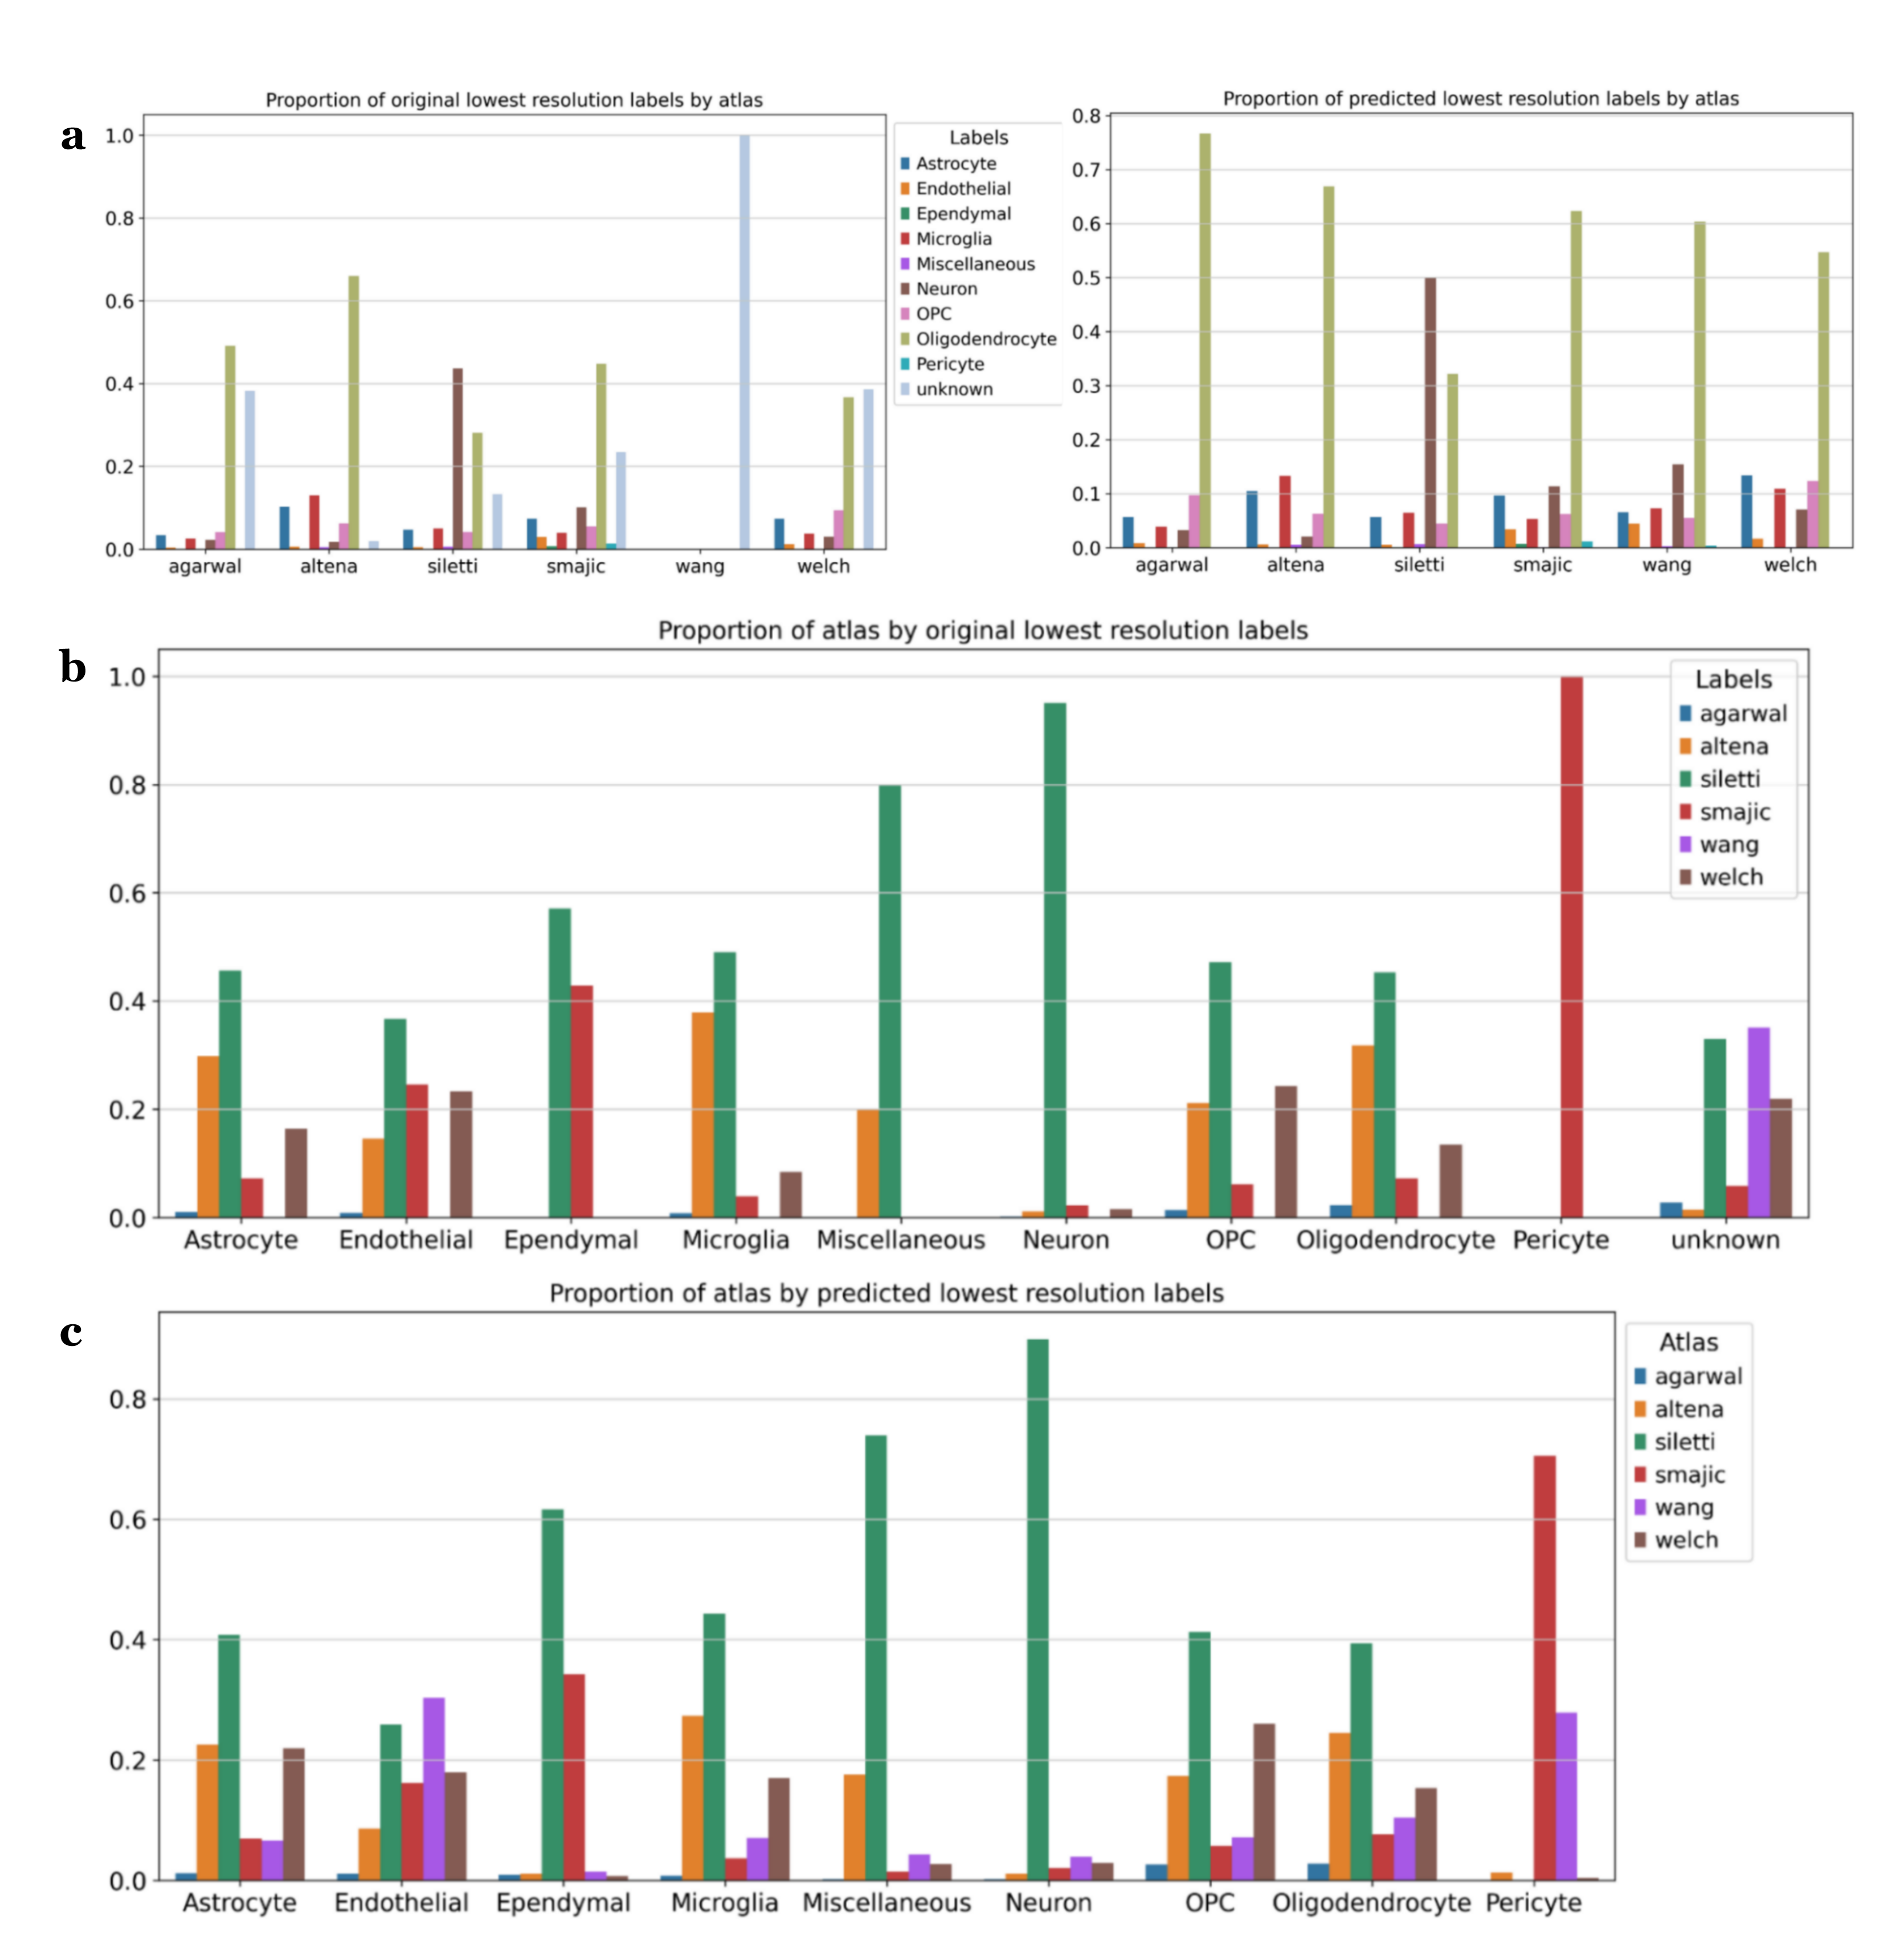 a
Proportion of original lowest resolution labels by atlas
1.0
0.8
0.6
0.4
0.2
0.0
agarwal altena siletti smajic wang welch
Labels
Astrocyte
Endothelial
Ependymal
Microglia
Miscellaneous
Neuron
OPC
Oligodendrocyte
Pericyte
unknown
Proportion of predicted lowest resolution labels by atlas
0.8
0.7
0.6
0.5
0.4
0.3
0.2
0.1
0.0
agarwal altena siletti smajic wang welch
b
Proportion of atlas by original lowest resolution labels
1.0
0.8
0.6
0.4
0.2
0.0
Astrocyte Endothelial Ependymal Microglia Miscellaneous Neuron OPC Oligodendrocyte Pericyte unknown
Labels
agarwal
altena
siletti
smajic
wang
welch
c
Proportion of atlas by predicted lowest resolution labels
0.8
0.6
0.4
0.2
0.0
Astrocyte Endothelial Ependymal Microglia Miscellaneous Neuron OPC Oligodendrocyte Pericyte
Atlas
agarwal
altena
siletti
smajic
wang
welch